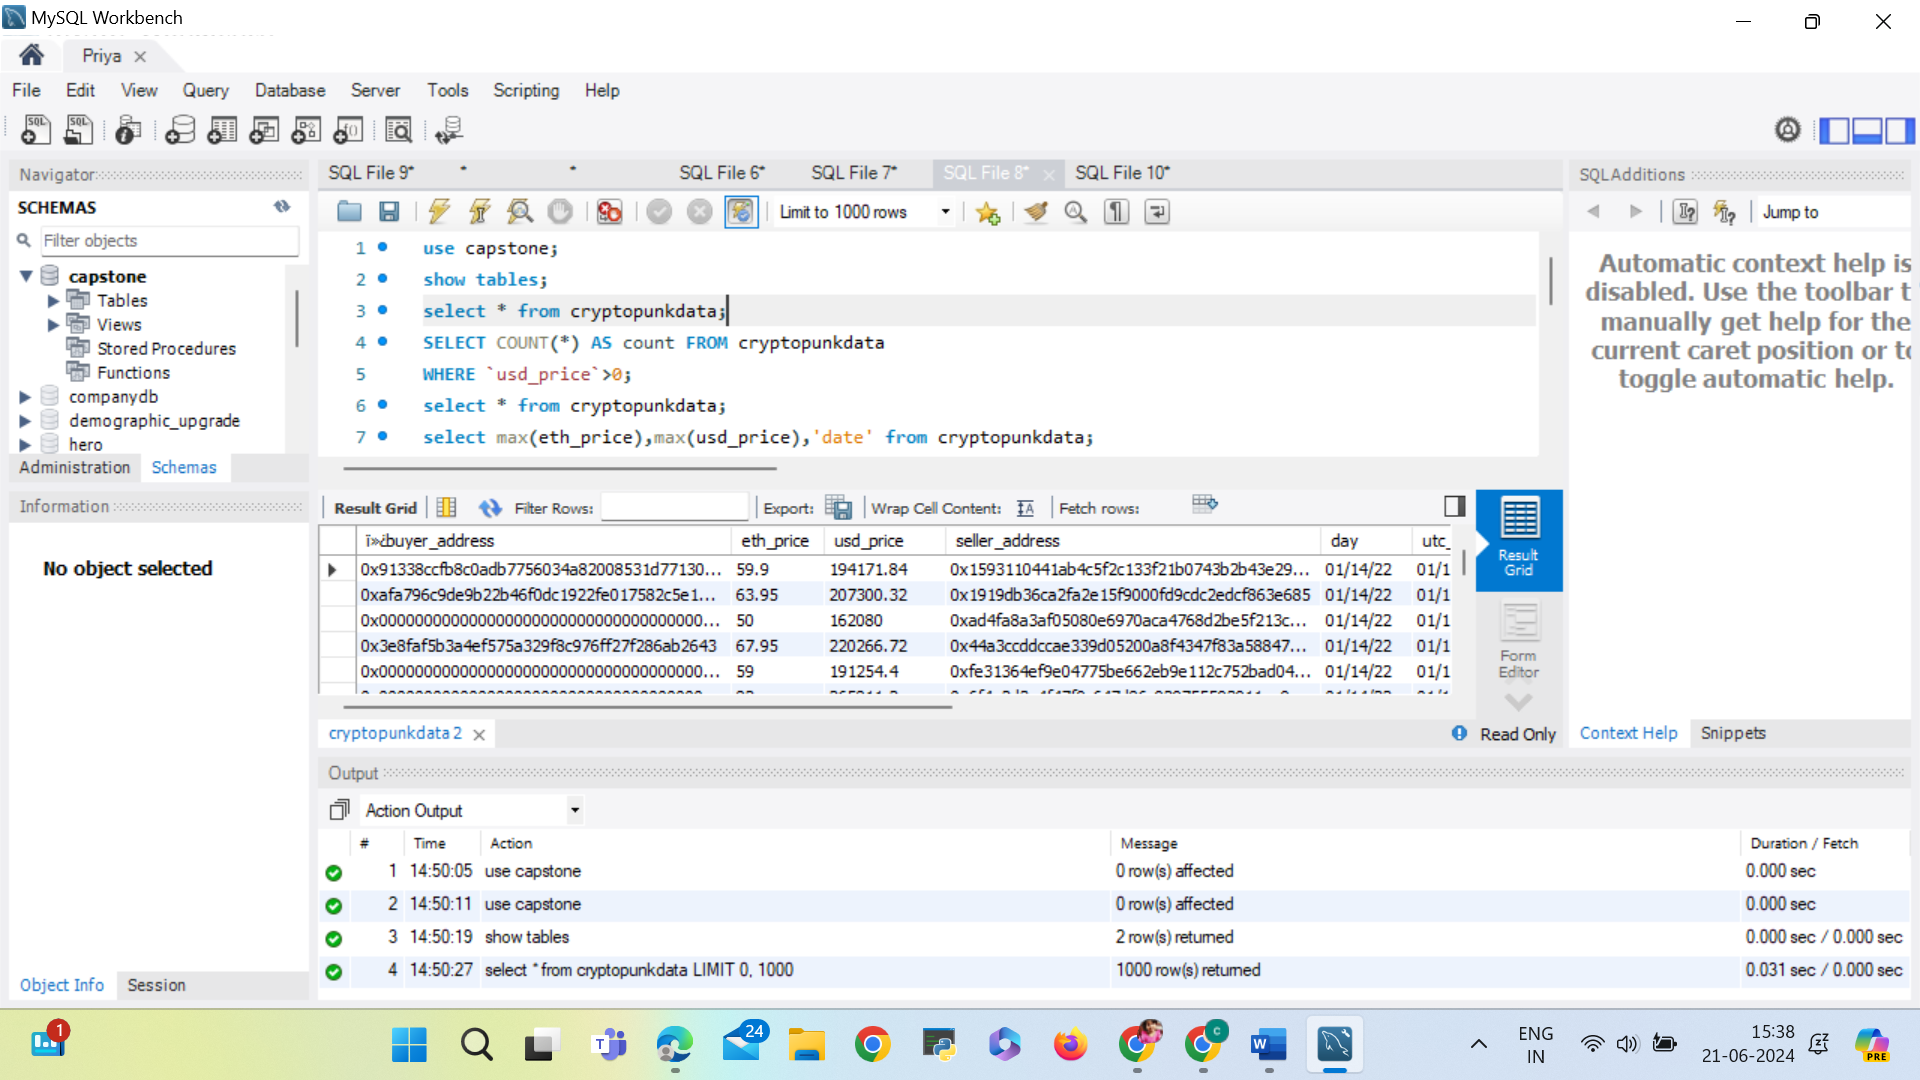 MySQL Workbench
Priya
File Edit View Query Database Server Tools Scripting Help
Navigator
SCHEMAS
Filter objects
capstone
Tables
Views
Stored Procedures
Functions
companydb
demographic_upgrade
hero
Administration Schemas
Information
No object selected
Object Info Session
SQL File 9* * * SQL File 6* SQL File 7* SQL File 8* SQL File 10*
Limit to 1000 rows
1 use capstone;
2 show tables;
3 select * from cryptopunkdata;
4 SELECT COUNT(*) AS count FROM cryptopunkdata
5 WHERE `usd_price`>0;
6 select * from cryptopunkdata;
7 select max(eth_price),max(usd_price),'date' from cryptopunkdata;
Result Grid Filter Rows: Export: Wrap Cell Content: Fetch rows:
ï»¿buyer_address eth_price usd_price seller_address day utc_
0x91338ccfb8c0adb7756034a82008531d77130... 59.9 194171.84 0x1593110441ab4c5f2c133f21b0743b2b43e29... 01/14/22 01/1
0xafa796c9de9b22b46f0dc1922fe017582c5e1... 63.95 207300.32 0x1919db36ca2fa2e15f9000fd9cdc2edcf863e685 01/14/22 01/1
0x0000000000000000000000000000000000... 50 162080 0xad4fa8a3af05080e6970aca4768d2be5f213c... 01/14/22 01/1
0x3e8faf5b3a4ef575a329f8c976ff27f286ab2643 67.95 220266.72 0x44a3ccddccae339d05200a8f4347f83a58847... 01/14/22 01/1
0x0000000000000000000000000000000000... 59 191254.4 0xfe31364ef9e04775be662eb9e112c752bad04... 01/14/22 01/1
Result Grid
Form Editor
cryptopunkdata 2
Read Only
SQLAdditions
Jump to
Automatic context help is
disabled. Use the toolbar t
manually get help for the
current caret position or to
toggle automatic help.
Context Help Snippets
Output
Action Output
# Time Action Message Duration / Fetch
1 14:50:05 use capstone 0 row(s) affected 0.000 sec
2 14:50:11 use capstone 0 row(s) affected 0.000 sec
3 14:50:19 show tables 2 row(s) returned 0.000 sec / 0.000 sec
4 14:50:27 select * from cryptopunkdata LIMIT 0, 1000 1000 row(s) returned 0.031 sec / 0.000 sec
1
24
C
ENG
IN
15:38
21-06-2024
PRE